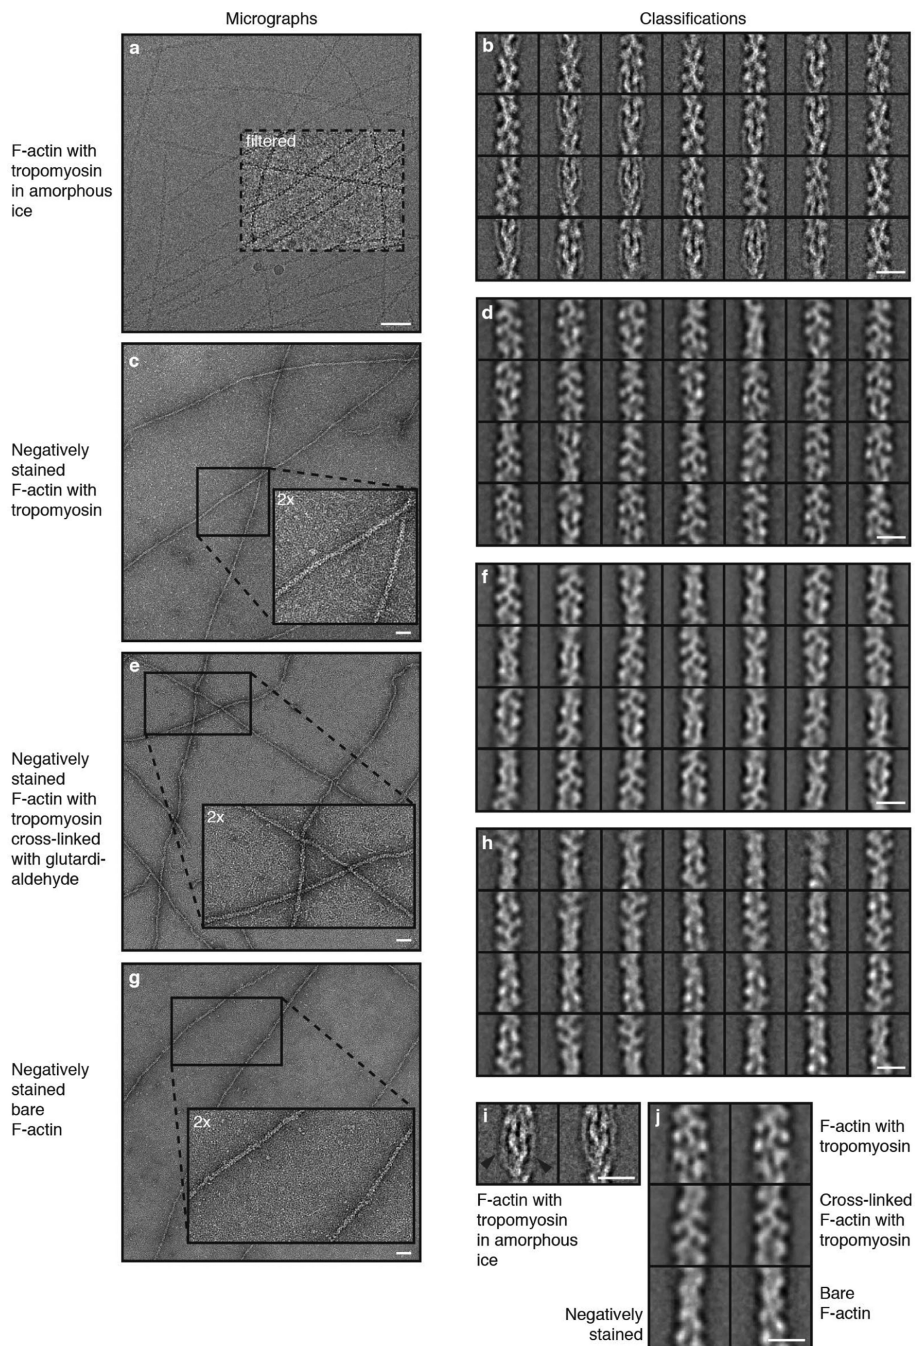 Micrographs
Classifications
a
b
F-actin with
tropomyosin
in amorphous
ice
filtered
c
d
Negatively
stained
F-actin with
tropomyosin
2x
e
f
Negatively
stained
F-actin with
tropomyosin
cross-linked
with glutardi-
aldehyde
2x
g
h
Negatively
stained
bare
F-actin
2x
i
F-actin with
tropomyosin
in amorphous
ice
j
F-actin with
tropomyosin
Cross-linked
F-actin with
tropomyosin
Bare
F-actin
Negatively
stained